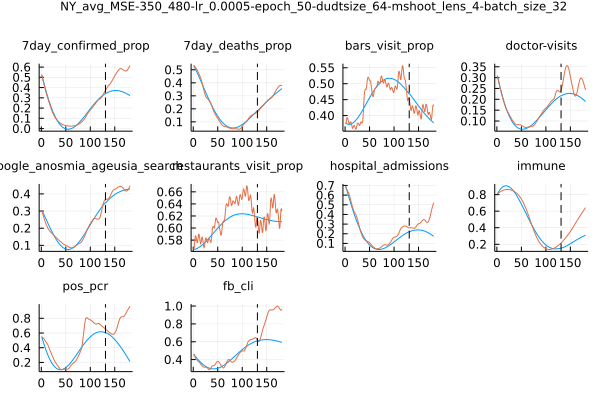 NY_avg_MSE-350_480-lr_0.0005-epoch_50-dudtsize_64-mshoot_lens_4-batch_size_32
7day_confirmed_prop 7day_deaths_prop bars_visit_prop doctor-visits
0.6 0.5 0.4 0.3 0.2 0.1 0.0
0.5 0.4 0.3 0.2 0.1
0.55 0.50 0.45 0.40
0.35 0.30 0.25 0.20 0.15 0.10
0 50 100 150 0 50 100 150 0 50 100 150 0 50 100 150
oogle_anosmia_ageusia_search restaurants_visit_prop hospital_admissions immune
0.4 0.3 0.2 0.1
0.66 0.64 0.62 0.60 0.58
0.7 0.6 0.5 0.4 0.3 0.2 0.1
0.8 0.6 0.4 0.2
0 50 100 150 0 50 100 150 0 50 100 150 0 50 100 150
pos_pcr fb_cli
0.8 0.6 0.4 0.2
1.0 0.8 0.6 0.4
0 50 100 150 0 50 100 150